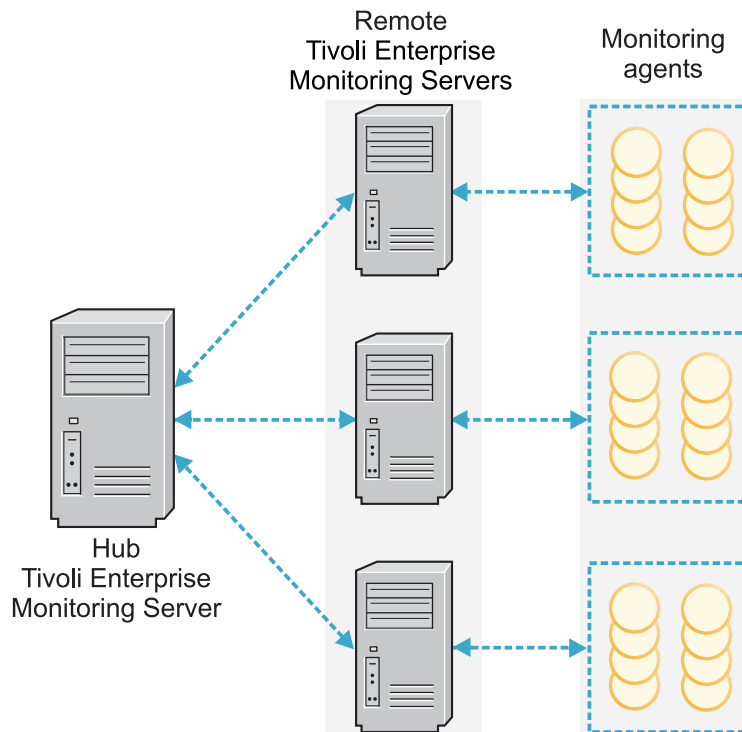 Remote
Tivoli Enterprise
Monitoring Servers
Monitoring
agents
Hub
Tivoli Enterprise
Monitoring Server